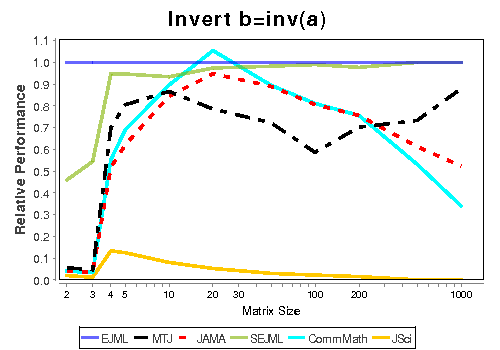 Invert b=inv(a)
Relative Performance
1.1
1.0
0.9
0.8
0.7
0.6
0.5
0.4
0.3
0.2
0.1
0.0
2 3 4 5 10 20 30 100 200 1000
Matrix Size
EJML MTJ JAMA SEJML CommMath JSci